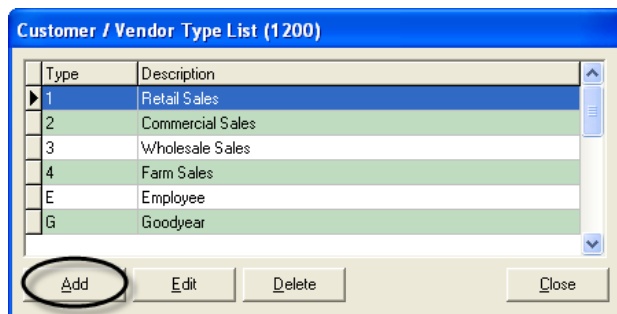 Customer / Vendor Type List (1200)
Type Description
1 Retail Sales
2 Commercial Sales
3 Wholesale Sales
4 Farm Sales
E Employee
G Goodyear
Add Edit Delete Close